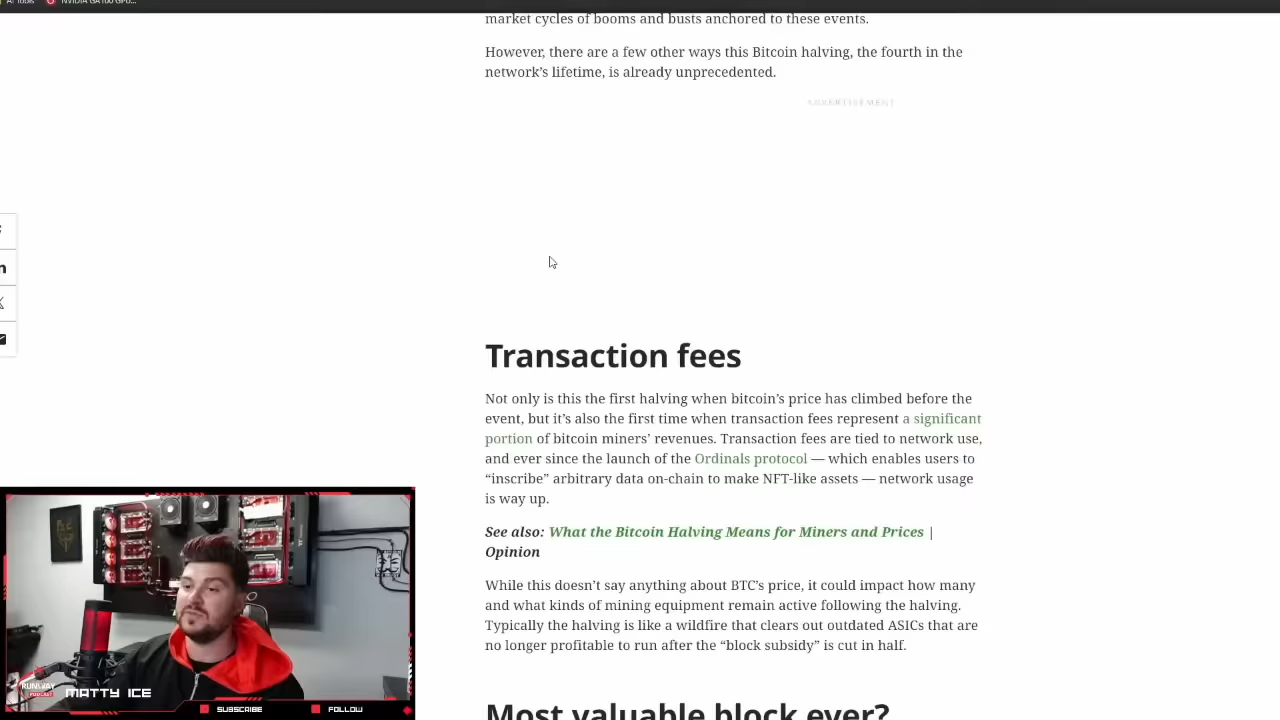 market cycles of booms and busts anchored to these events.
However, there are a few other ways this Bitcoin halving, the fourth in the
network’s lifetime, is already unprecedented.
ADVERTISEMENT
Transaction fees
Not only is this the first halving when bitcoin’s price has climbed before the
event, but it’s also the first time when transaction fees represent a significant
portion of bitcoin miners’ revenues. Transaction fees are tied to network use,
and ever since the launch of the Ordinals protocol — which enables users to
“inscribe” arbitrary data on-chain to make NFT-like assets — network usage
is way up.
See also: What the Bitcoin Halving Means for Miners and Prices |
Opinion
While this doesn’t say anything about BTC’s price, it could impact how many
and what kinds of mining equipment remain active following the halving.
Typically the halving is like a wildfire that clears out outdated ASICs that are
no longer profitable to run after the “block subsidy” is cut in half.
Most valuable block ever?
RUNWAY
PODCAST
MATTY ICE
SUBSCRIBE
FOLLOW